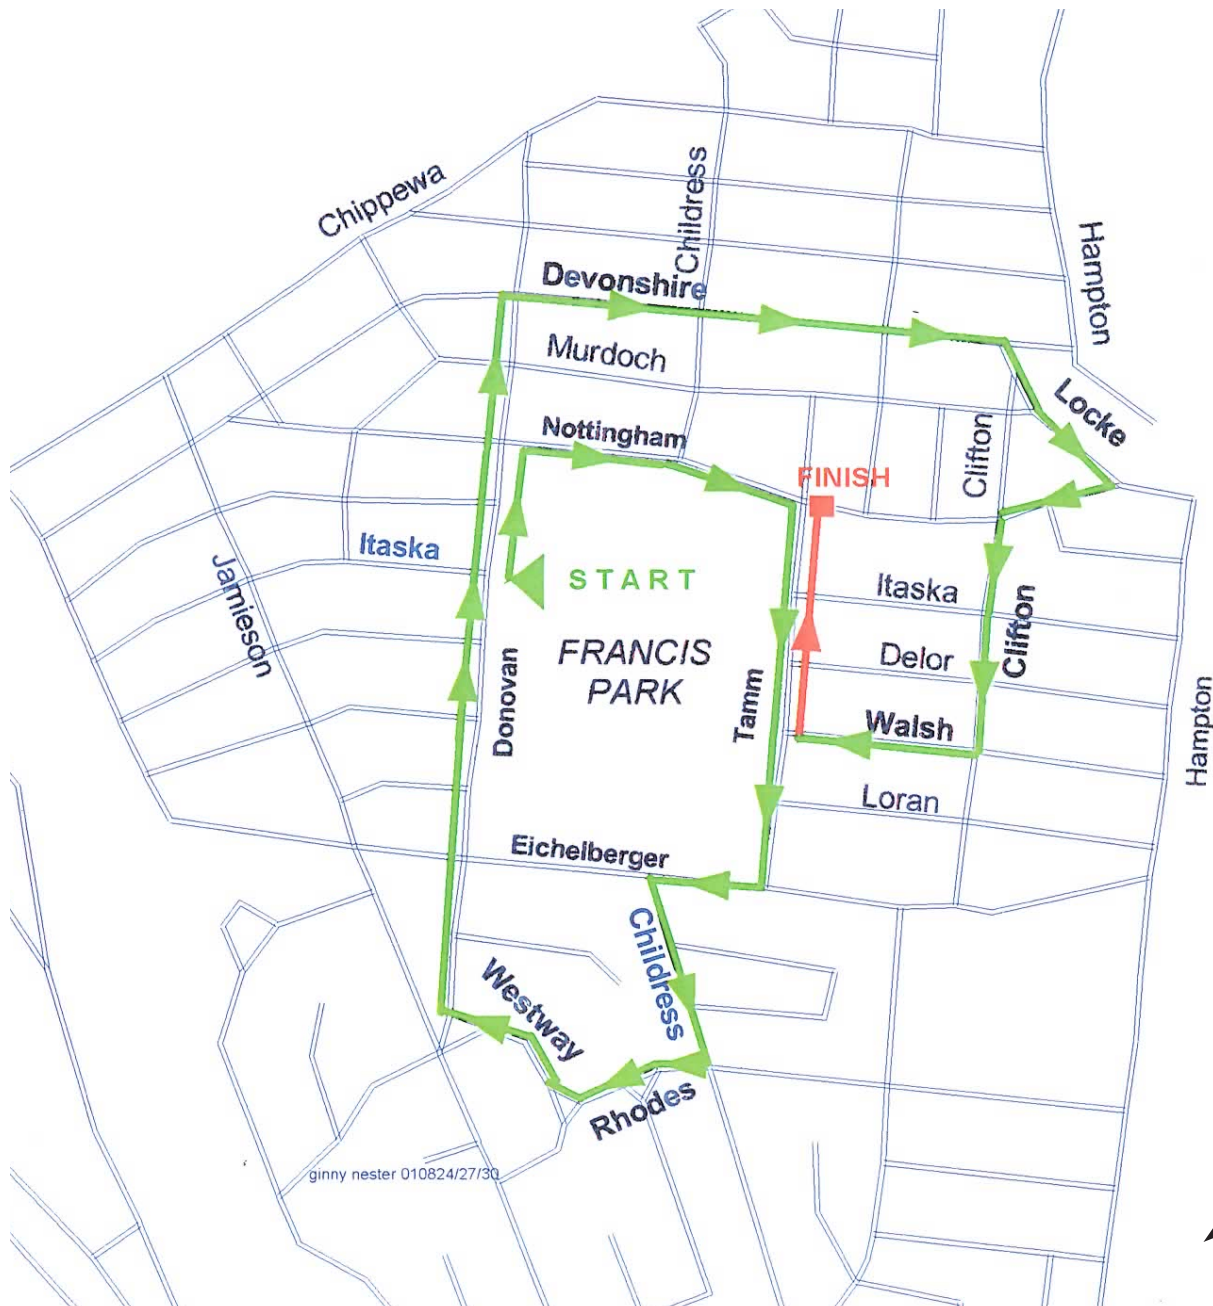 Chippewa
Childress
Hampton
Devonshire
Murdoch
Locke
Nottingham
Clifton
FINISH
Itaska
Jamieson
START
Itaska
Clifton
FRANCIS
PARK
Delor
Donovan
Tamm
Walsh
Hampton
Loran
Eichelberger
Childress
Westway
Rhodes
ginny nester 010824/27/30